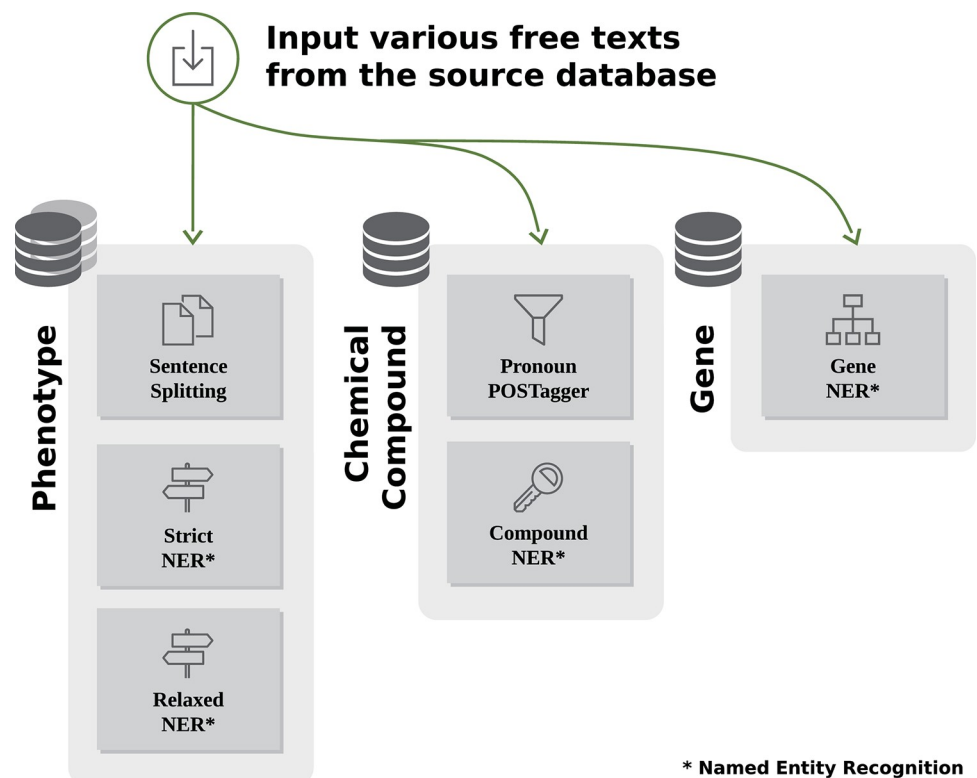 Input various free texts
from the source database
Phenotype
Sentence
Splitting
Strict
NER*
Relaxed
NER*
Chemical
Compound
Pronoun
POSTagger
Compound
NER*
Gene
Gene
NER*
* Named Entity Recognition